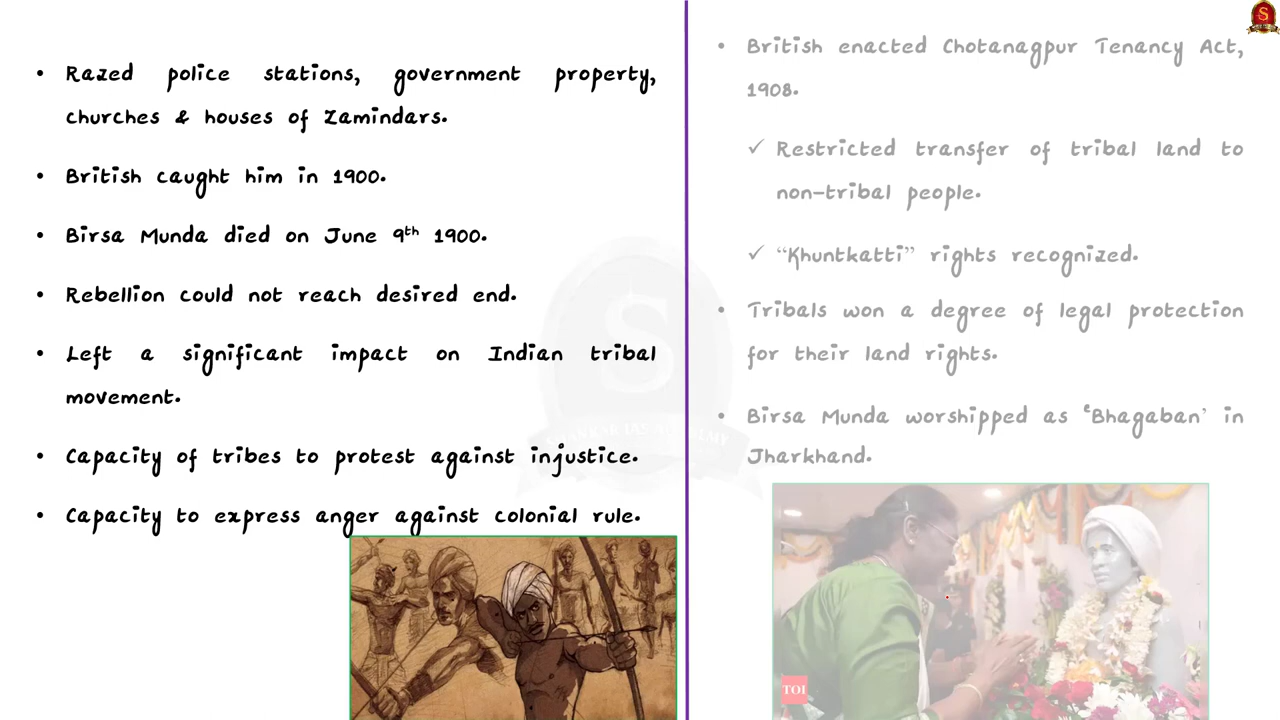 • Razed police stations, government property,
churches & houses of Zamindars.
• British caught him in 1900.
• Birsa Munda died on June 9th 1900.
• Rebellion could not reach desired end.
• Left a significant impact on Indian tribal
movement.
• Capacity of tribes to protest against injustice.
• Capacity to express anger against colonial rule.
• British enacted Chotanagpur Tenancy Act,
1908.
✓ Restricted transfer of tribal land to
non-tribal people.
✓ “Khuntkatti” rights recognized.
• Tribals won a degree of legal protection
for their land rights.
• Birsa Munda worshipped as ‘Bhagaban’ in
Jharkhand.
TOI
S